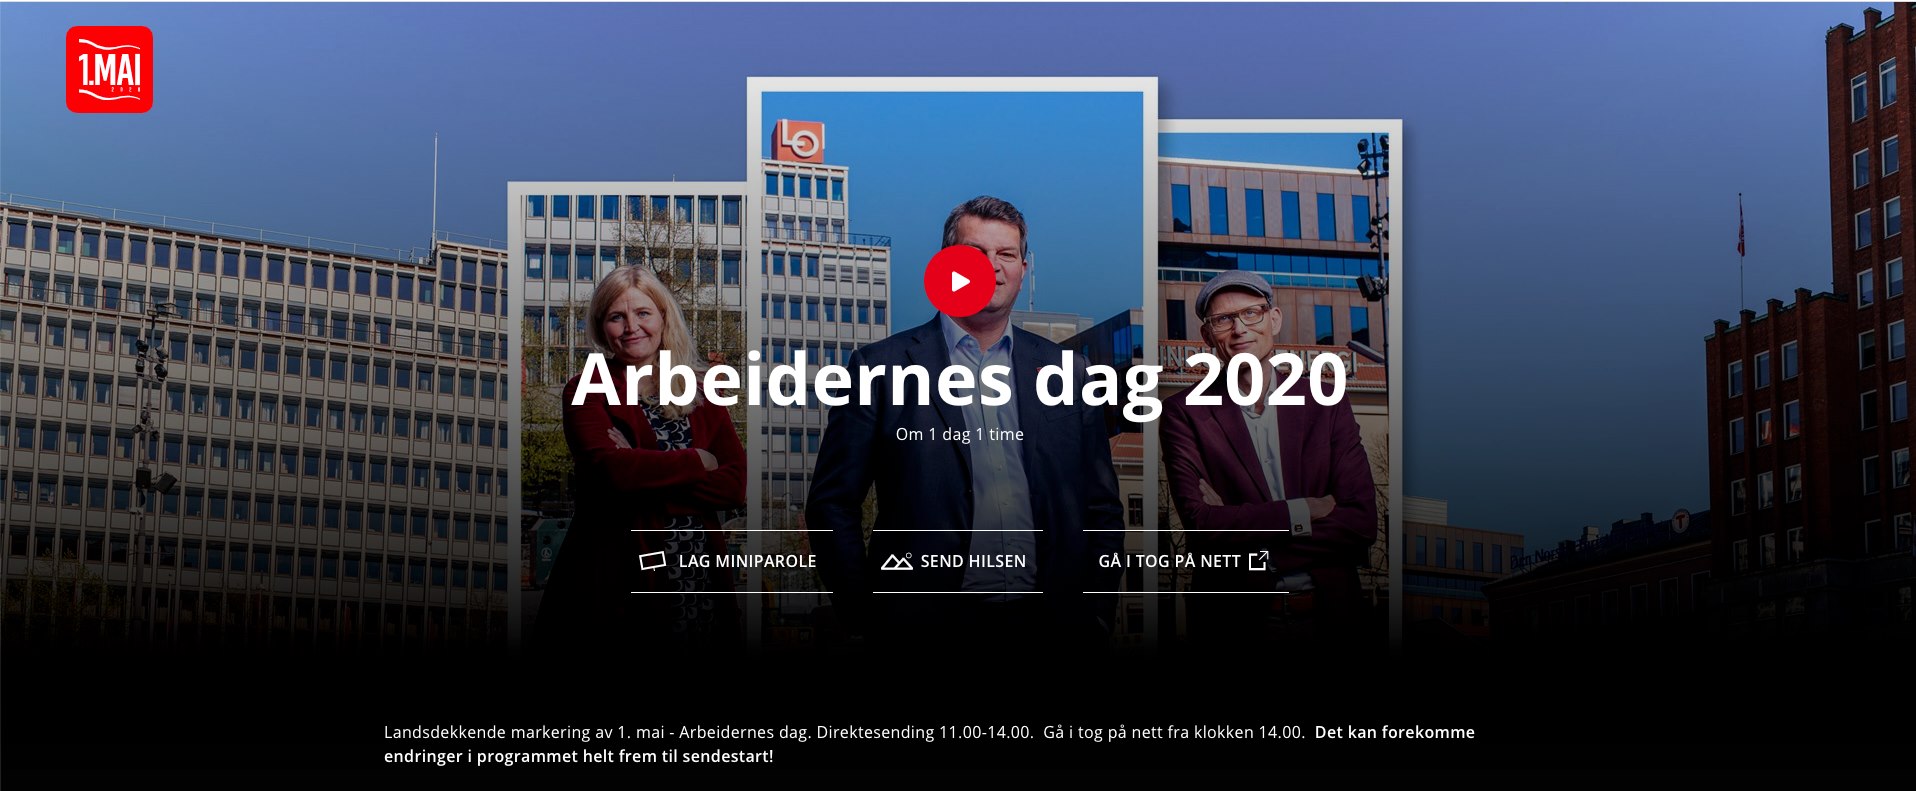 1.MAI
2020
LO
Arbeidernes dag 2020
Om 1 dag 1 time
LAG MINIPAROLE
SEND HILSEN
GÅ I TOG PÅ NETT
T
Landsdekkende markering av 1. mai - Arbeidernes dag. Direktesending 11.00-14.00.  Gå i tog på nett fra klokken 14.00.  Det kan forekomme
endringer i programmet helt frem til sendestart!